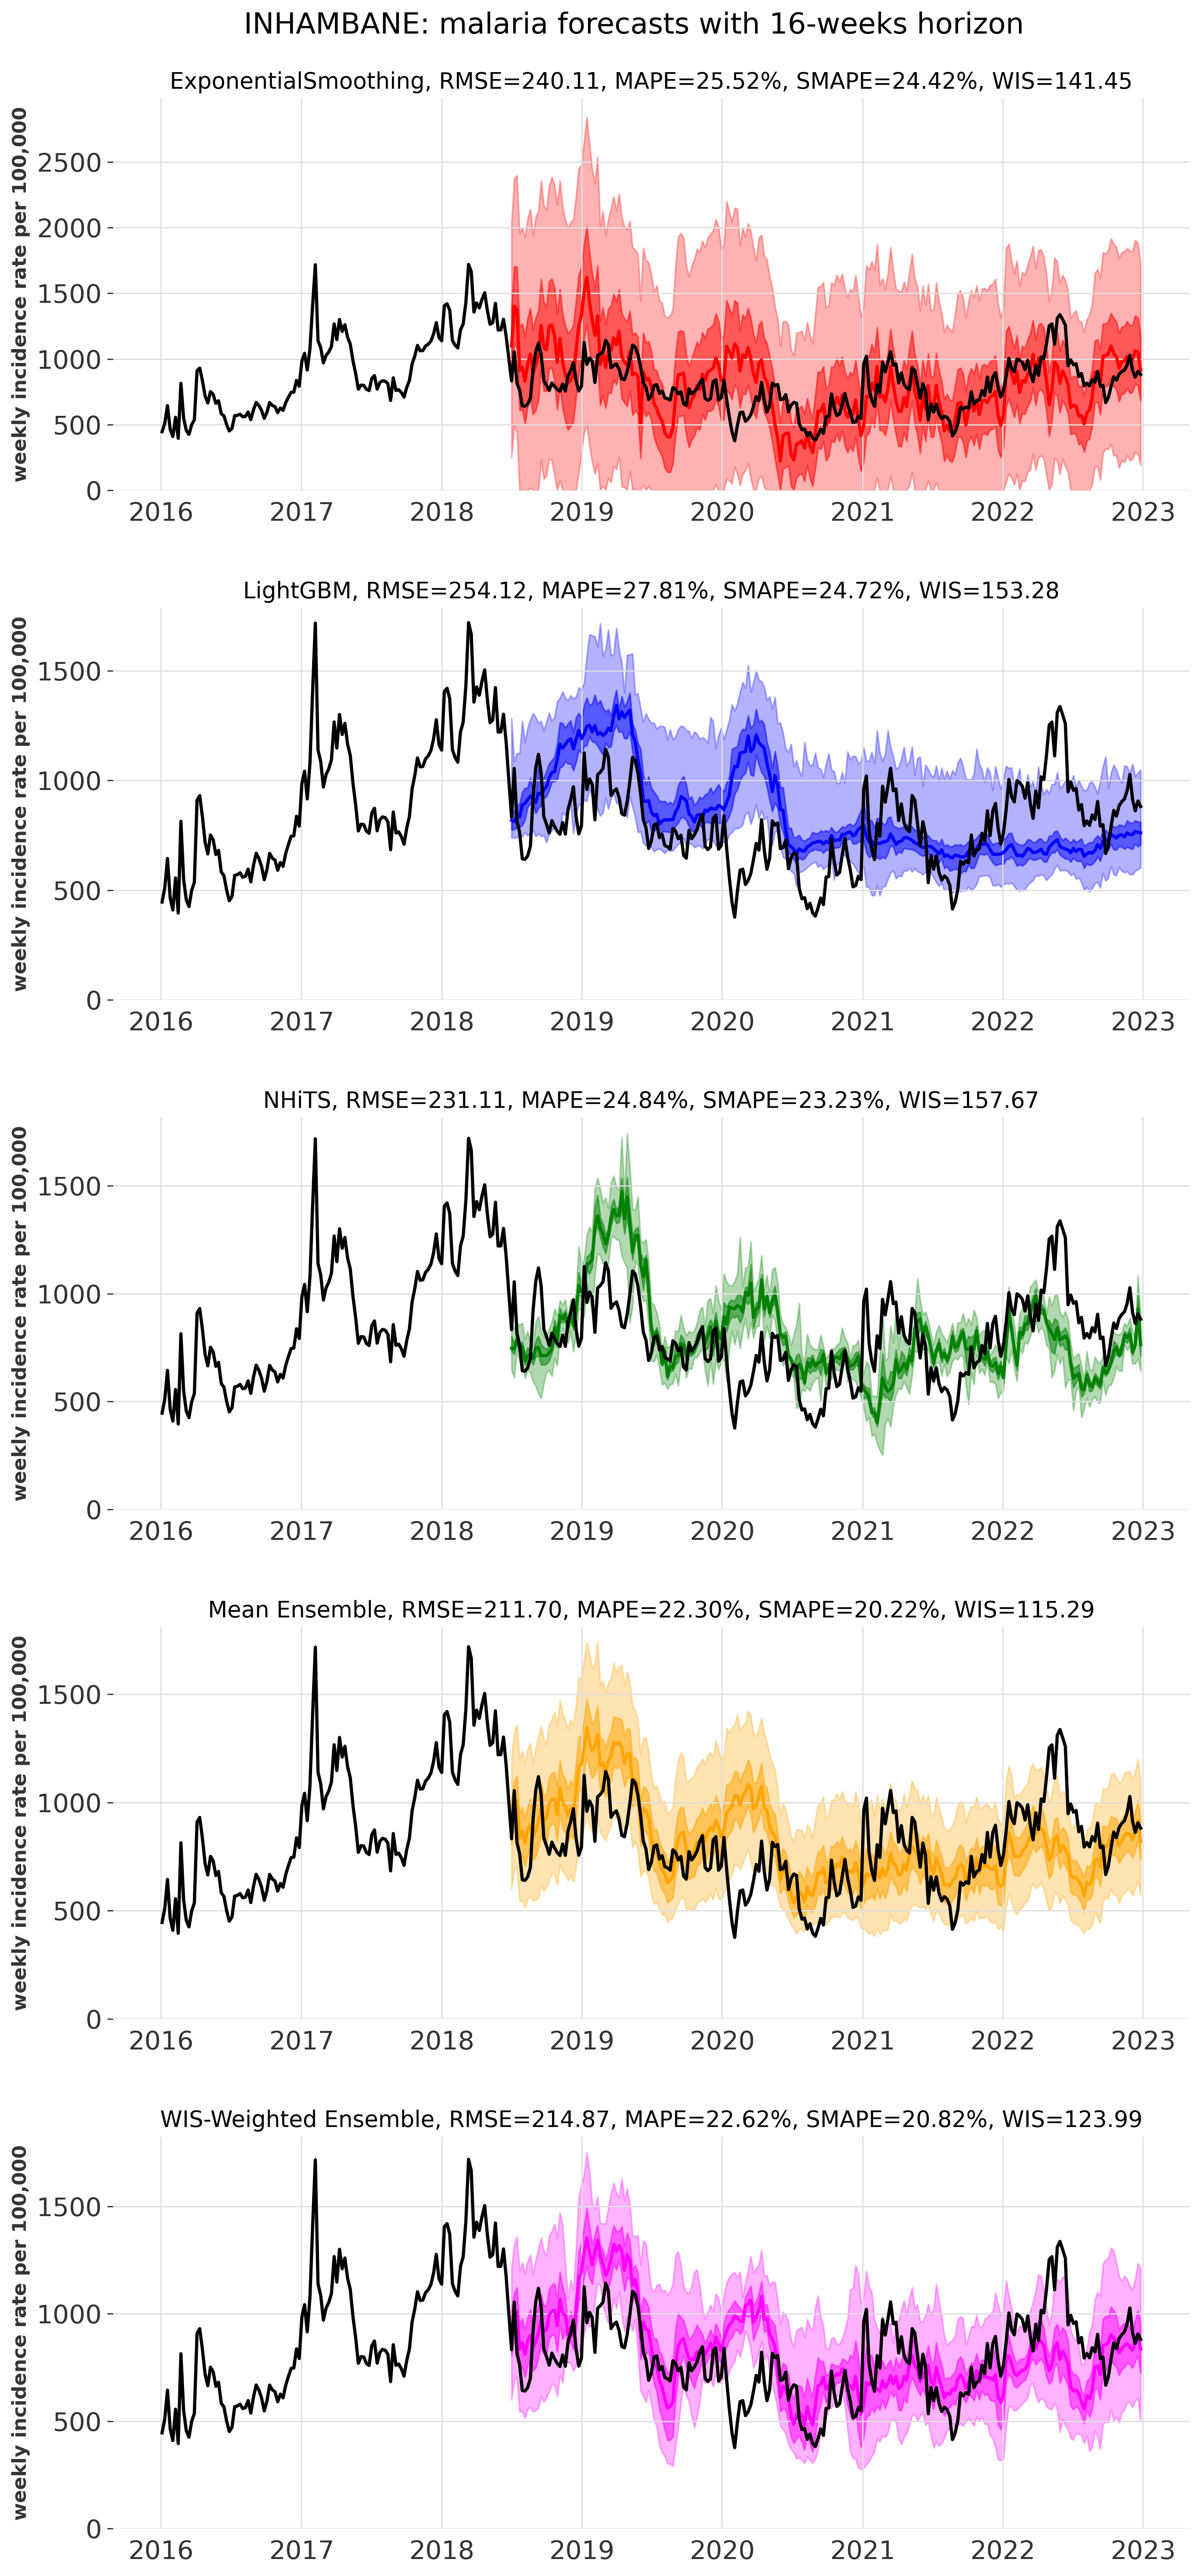 INHAMBANE: malaria forecasts with 16-weeks horizon
ExponentialSmoothing, RMSE=240.11, MAPE=25.52%, SMAPE=24.42%, WIS=141.45
weekly incidence rate per 100,000
2500
2000
1500
1000
500
0
2016 2017 2018 2019 2020 2021 2022 2023
LightGBM, RMSE=254.12, MAPE=27.81%, SMAPE=24.72%, WIS=153.28
weekly incidence rate per 100,000
1500
1000
500
0
2016 2017 2018 2019 2020 2021 2022 2023
NHiTS, RMSE=231.11, MAPE=24.84%, SMAPE=23.23%, WIS=157.67
weekly incidence rate per 100,000
1500
1000
500
0
2016 2017 2018 2019 2020 2021 2022 2023
Mean Ensemble, RMSE=211.70, MAPE=22.30%, SMAPE=20.22%, WIS=115.29
weekly incidence rate per 100,000
1500
1000
500
0
2016 2017 2018 2019 2020 2021 2022 2023
WIS-Weighted Ensemble, RMSE=214.87, MAPE=22.62%, SMAPE=20.82%, WIS=123.99
weekly incidence rate per 100,000
1500
1000
500
0
2016 2017 2018 2019 2020 2021 2022 2023